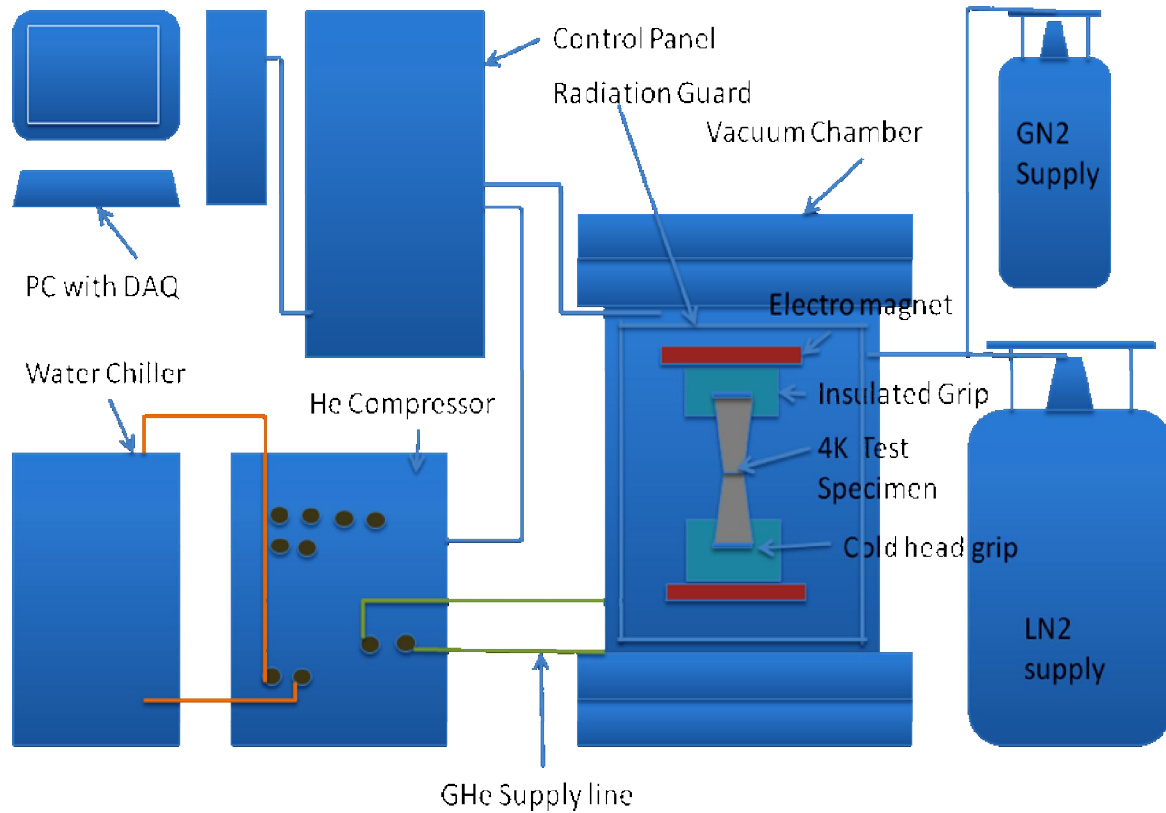 Control Panel
Radiation Guard
Vacuum Chamber
GN2
Supply
PC with DAQ
Electro magnet
Water Chiller
He Compressor
Insulated Grip
4K Test
Specimen
Cold head grip
LN2
supply
GHe Supply line